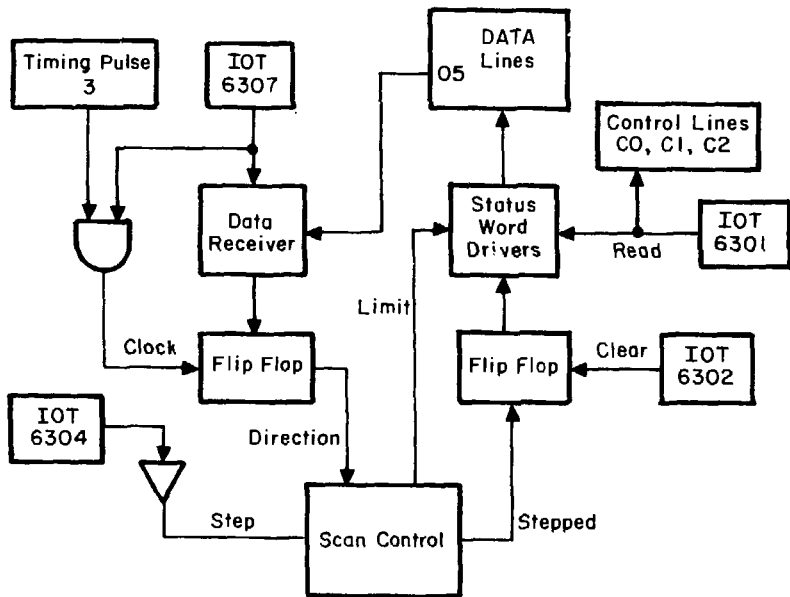 Timing Pulse
3
IOT
6307
DATA
Lines
05
Control Lines
C0, C1, C2
Data
Receiver
Status
Word
Drivers
Read
IOT
6301
Limit
Clock
Flip Flop
Flip Flop
Clear
IOT
6302
IOT
6304
Direction
Step
Scan Control
Stepped